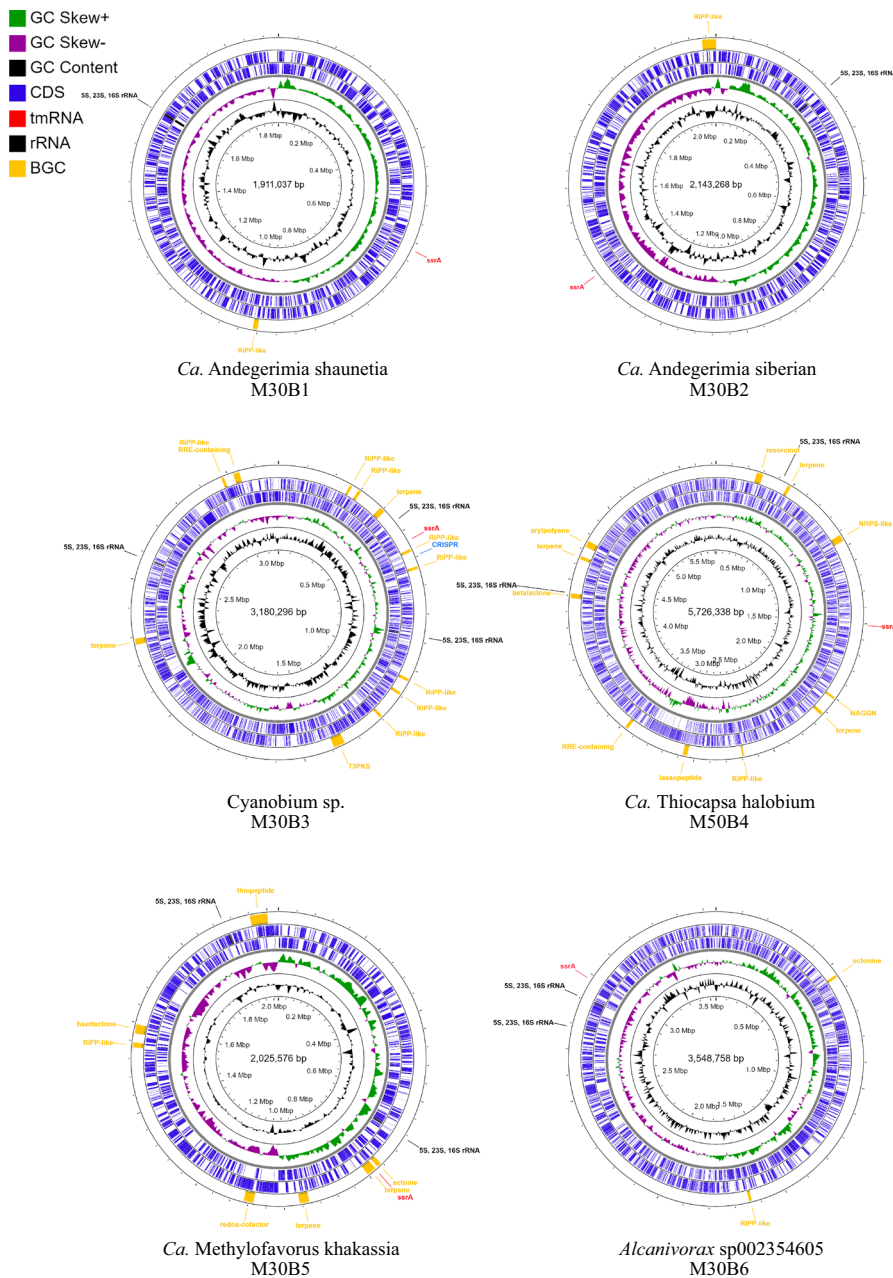 GC Skew+
GC Skew-
GC Content
CDS
tmRNA
rRNA
BGC
5S, 23S, 16S rRNA
1.8 Mbp
0.2 Mbp
1.6 Mbp
0.4 Mbp
1,911,037 bp
1.4 Mbp
0.6 Mbp
1.2 Mbp
0.8 Mbp
1.0 Mbp
ssrA
RiPP-like
Ca. Andegerimia shaunetia
M30B1
RiPP-like
5S, 23S, 16S rRN
2.0 Mbp
0.2 Mbp
1.8 Mbp
0.4 Mbp
1.6 Mbp
2,143,268 bp
0.6 Mbp
1.4 Mbp
0.8 Mbp
1.2 Mbp
1.0 Mbp
ssrA
Ca. Andegerimia siberian
M30B2
RiPP-like
RRE-containing
RiPP-like
RiPP-like
terpene
5S, 23S, 16S rRNA
ssrA
RiPP-like
CRISPR
RiPP-like
5S, 23S, 16S rRNA
3.0 Mbp
0.5 Mbp
2.5 Mbp
3,180,296 bp
1.0 Mbp
2.0 Mbp
1.5 Mbp
5S, 23S, 16S rRNA
terpene
RiPP-like
RiPP-like
RiPP-like
T3PKS
Cyanobium sp.
M30B3
resorcinol
5S, 23S, 16S rRNA
terpene
NRPS-like
arylpolyene
terpene
5S, 23S, 16S rRNA
betalactone
5.5 Mbp
0.5 Mbp
5.0 Mbp
1.0 Mbp
4.5 Mbp
5,726,338 bp
1.5 Mbp
4.0 Mbp
2.0 Mbp
3.5 Mbp
2.5 Mbp
3.0 Mbp
ssr
NAGGN
terpene
RRE-containing
lassopeptide
RiPP-like
Ca. Thiocapsa halobium
M50B4
thiopeptide
5S, 23S, 16S rRNA
hserlactone
RiPP-like
2.0 Mbp
0.2 Mbp
1.8 Mbp
0.4 Mbp
1.6 Mbp
2,025,576 bp
1.4 Mbp
0.6 Mbp
1.2 Mbp
0.8 Mbp
1.0 Mbp
5S, 23S, 16S rRNA
ectoine
terpene
ssrA
redox-cofactor
terpene
Ca. Methylofavorus khakassia
M30B5
ssrA
5S, 23S, 16S rRNA
5S, 23S, 16S rRNA
ectonine
3.5 Mbp
0.5 Mbp
3.0 Mbp
3,548,758 bp
1.0 Mbp
2.5 Mbp
1.5 Mbp
2.0 Mbp
RiPP-like
Alcanivorax sp002354605
M30B6